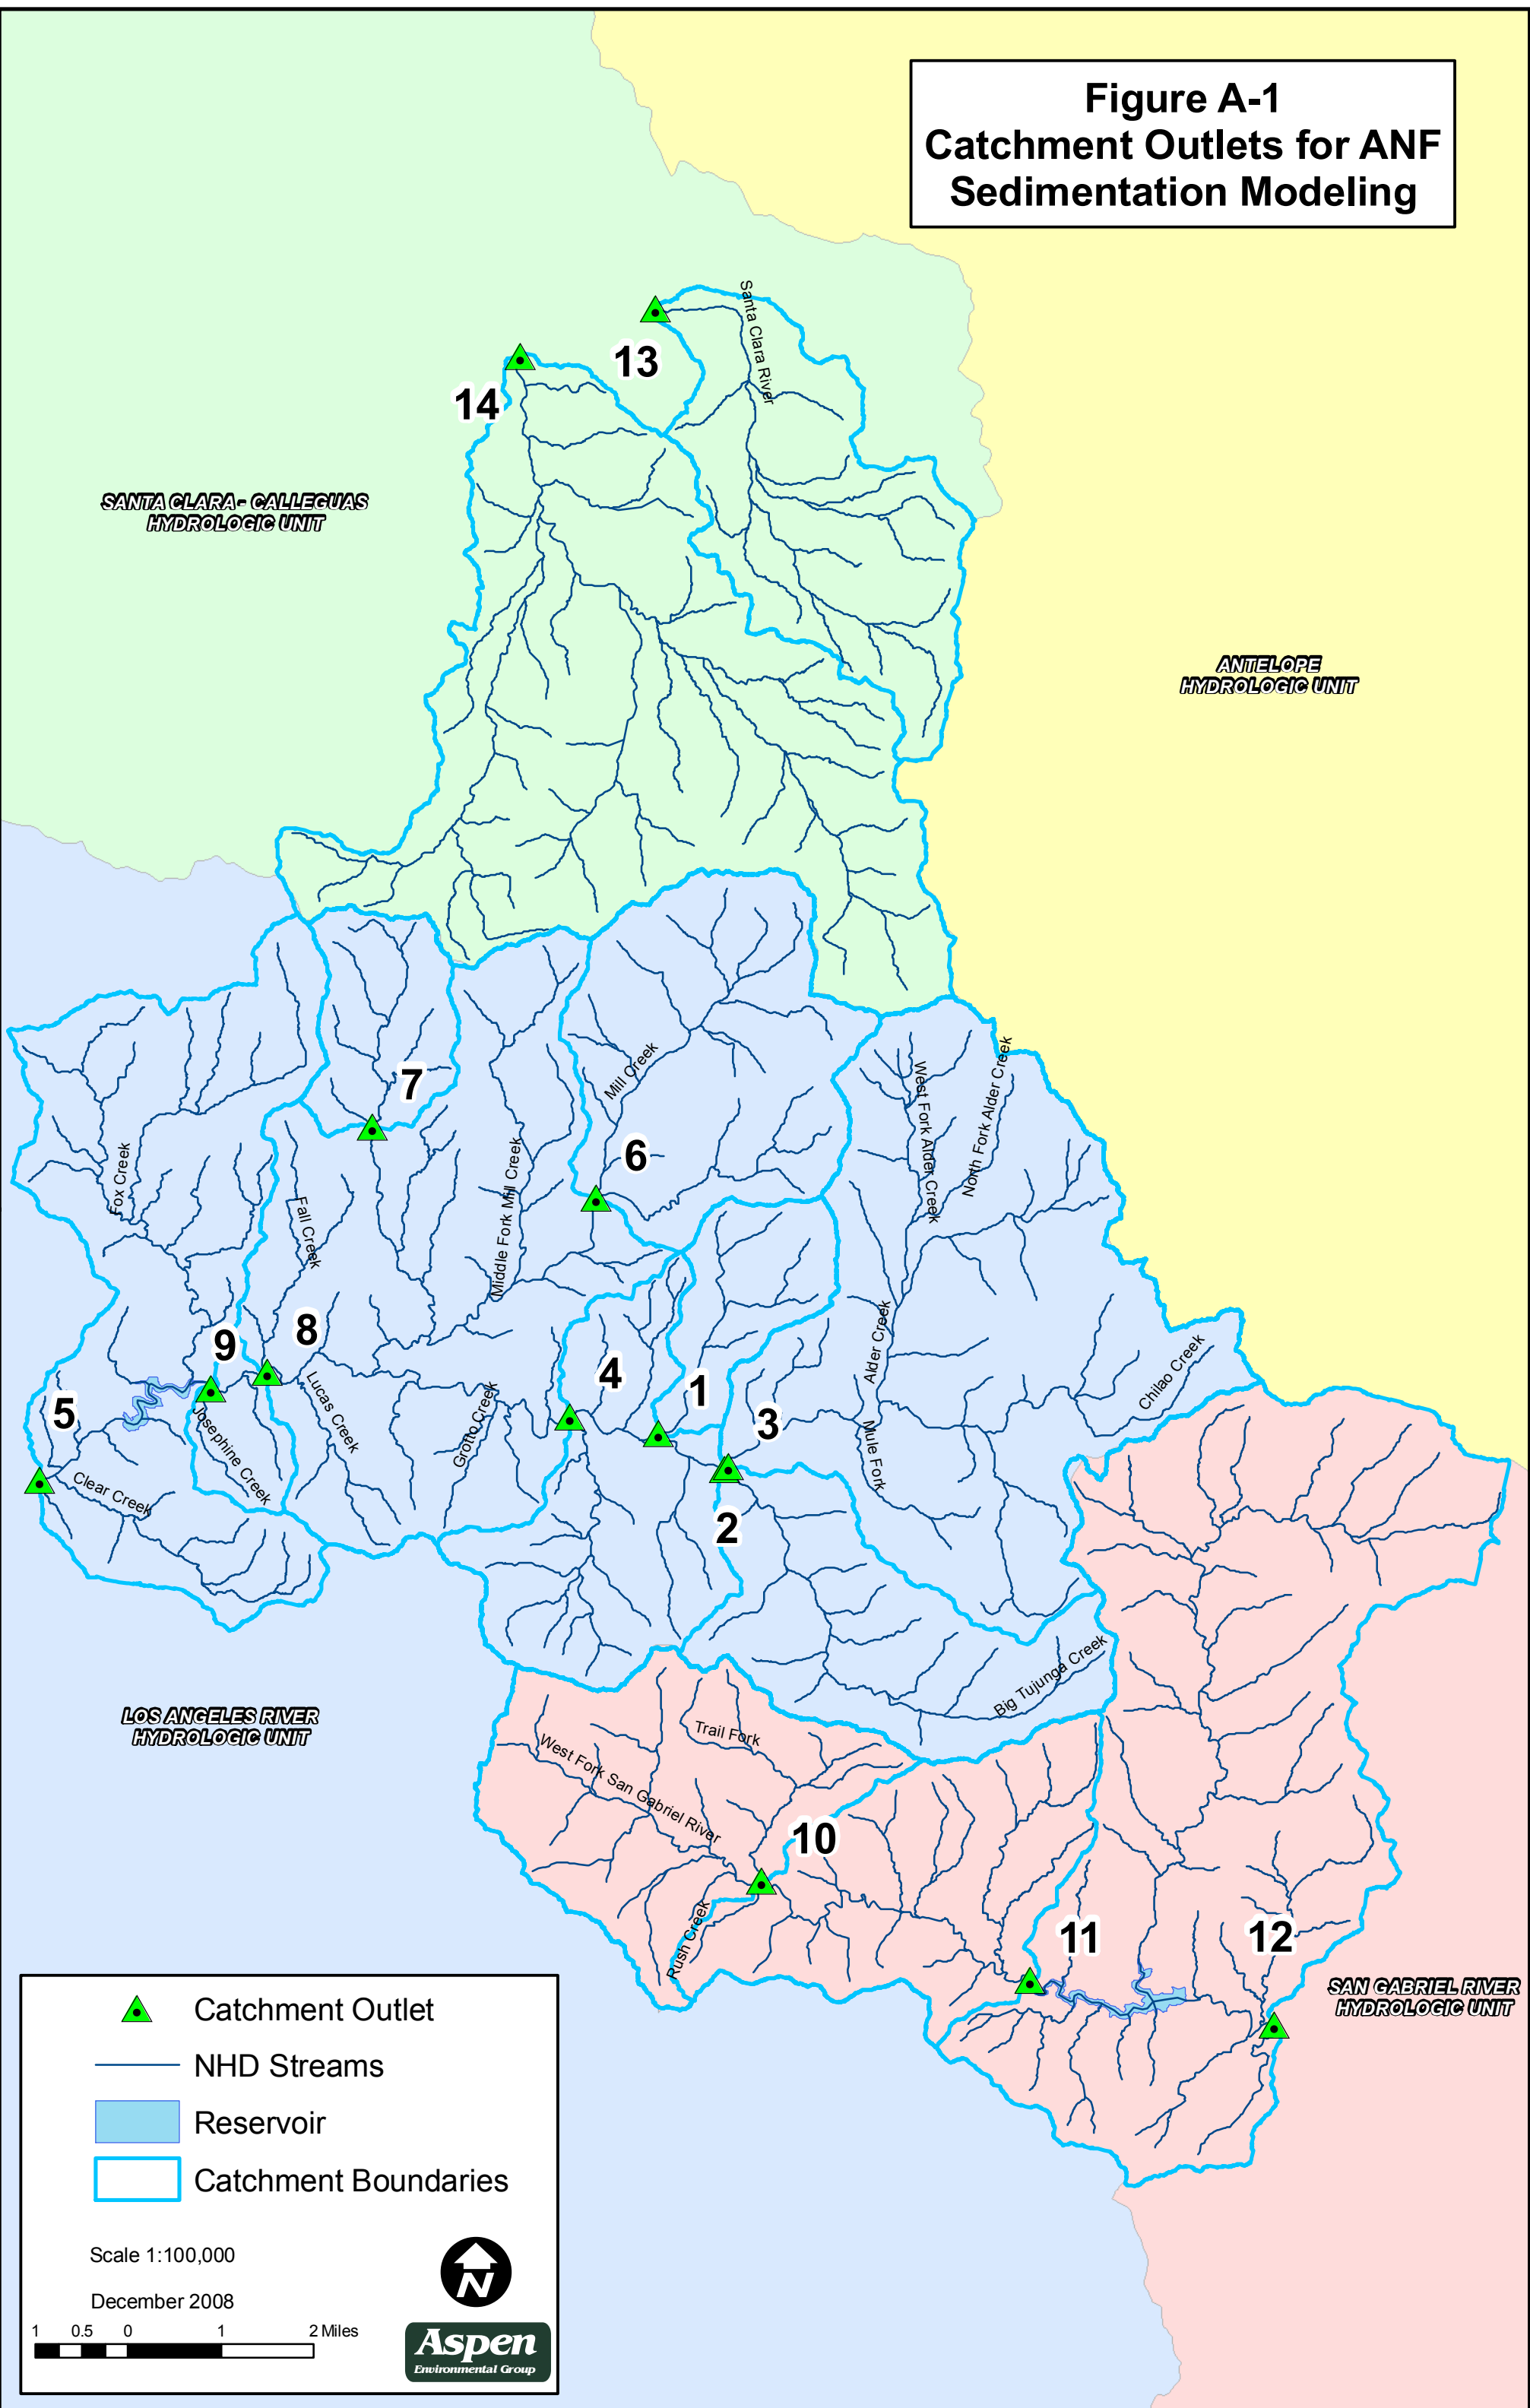 Figure A-1
Catchment Outlets for ANF
Sedimentation Modeling
Santa Clara River
13
14
SANTA CLARA - CALLEGUAS
HYDROLOGIC UNIT
ANTELOPE
HYDROLOGIC UNIT
7
Mill Creek
West Fork Alder Creek
North Fork Alder Creek
6
Fox Creek
Fall Creek
Middle Fork Mill Creek
9
8
4
1
3
5
Alder Creek
Chilao Creek
Lucas Creek
Grotto Creek
Josephine Creek
Mule Fork
Clear Creek
2
Big Tujunga Creek
LOS ANGELES RIVER
HYDROLOGIC UNIT
Trail Fork
West Fork San Gabriel River
10
Rush Creek
11
12
SAN GABRIEL RIVER
HYDROLOGIC UNIT
Catchment Outlet
NHD Streams
Reservoir
Catchment Boundaries
Scale 1:100,000
December 2008
1 0.5 0 1 2 Miles
N
Aspen
Environmental Group